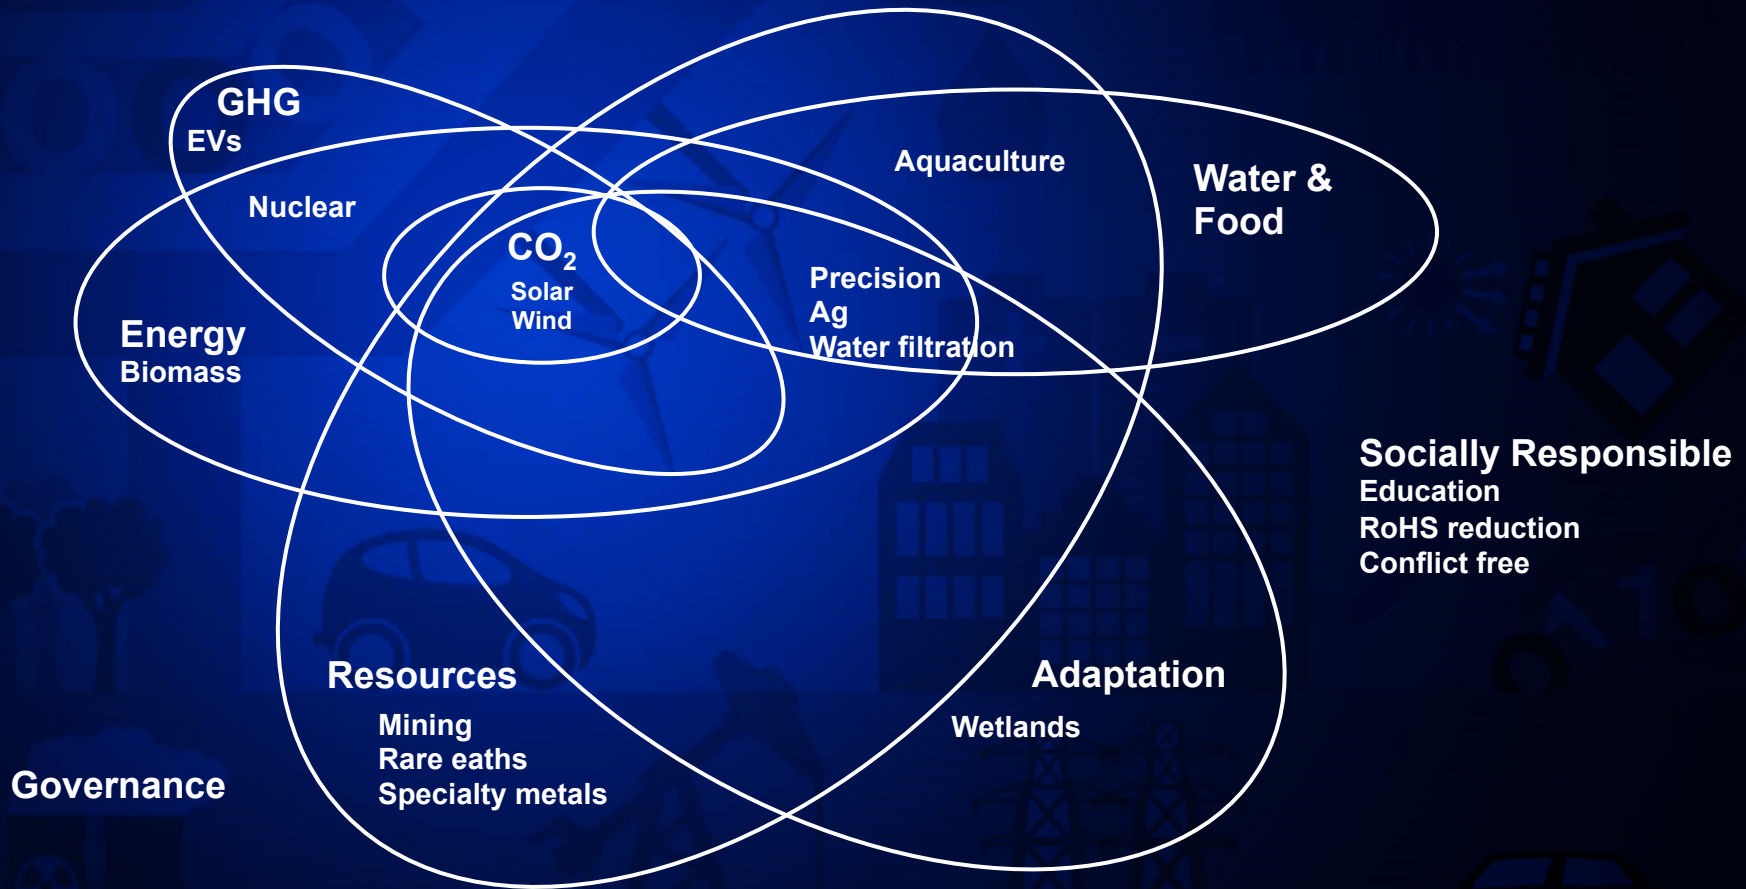 GHG
EVs
Nuclear
CO₂
Solar
Wind
Energy
Biomass
Aquaculture
Water &
Food
Precision
Ag
Water filtration
Socially Responsible
Education
RoHS reduction
Conflict free
Resources
Mining
Rare eaths
Specialty metals
Adaptation
Wetlands
Governance